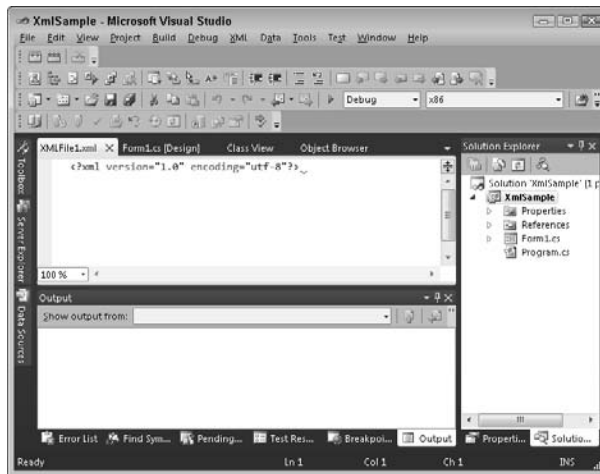 XmlSample - Microsoft Visual Studio
File Edit View Project Build Debug XML Data Tools Test Window Help
Debug x86
XMLFile1.xml Form1.cs [Design] Class View Object Browser
<?xml version="1.0" encoding="utf-8"?>
100 %
Toolbox
Server Explorer
Data Sources
Output
Show output from:
Solution Explorer
Solution 'XmlSample' (1 p
XmlSample
Properties
References
Form1.cs
Program.cs
Error List Find Sym... Pending... Test Res... Breakpoi... Output Properti... Solutio...
Ready Ln 1 Col 1 Ch 1 INS